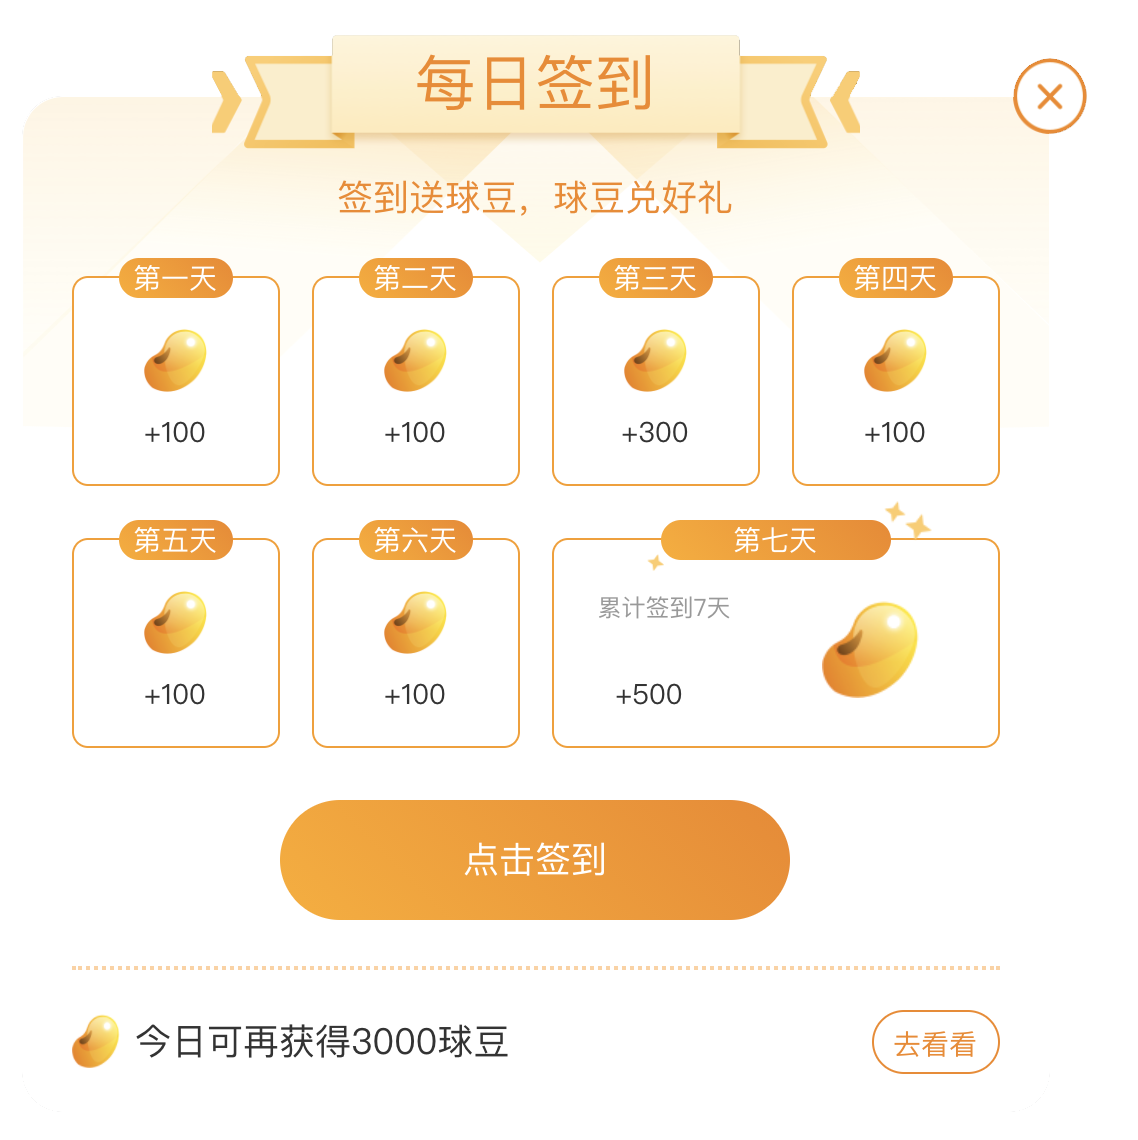 每日签到
签到送球豆，球豆兑好礼
第一天
第二天
第三天
第四天
+100
+100
+300
+100
第五天
第六天
第七天
累计签到7天
+100
+100
+500
点击签到
今日可再获得3000球豆
去看看